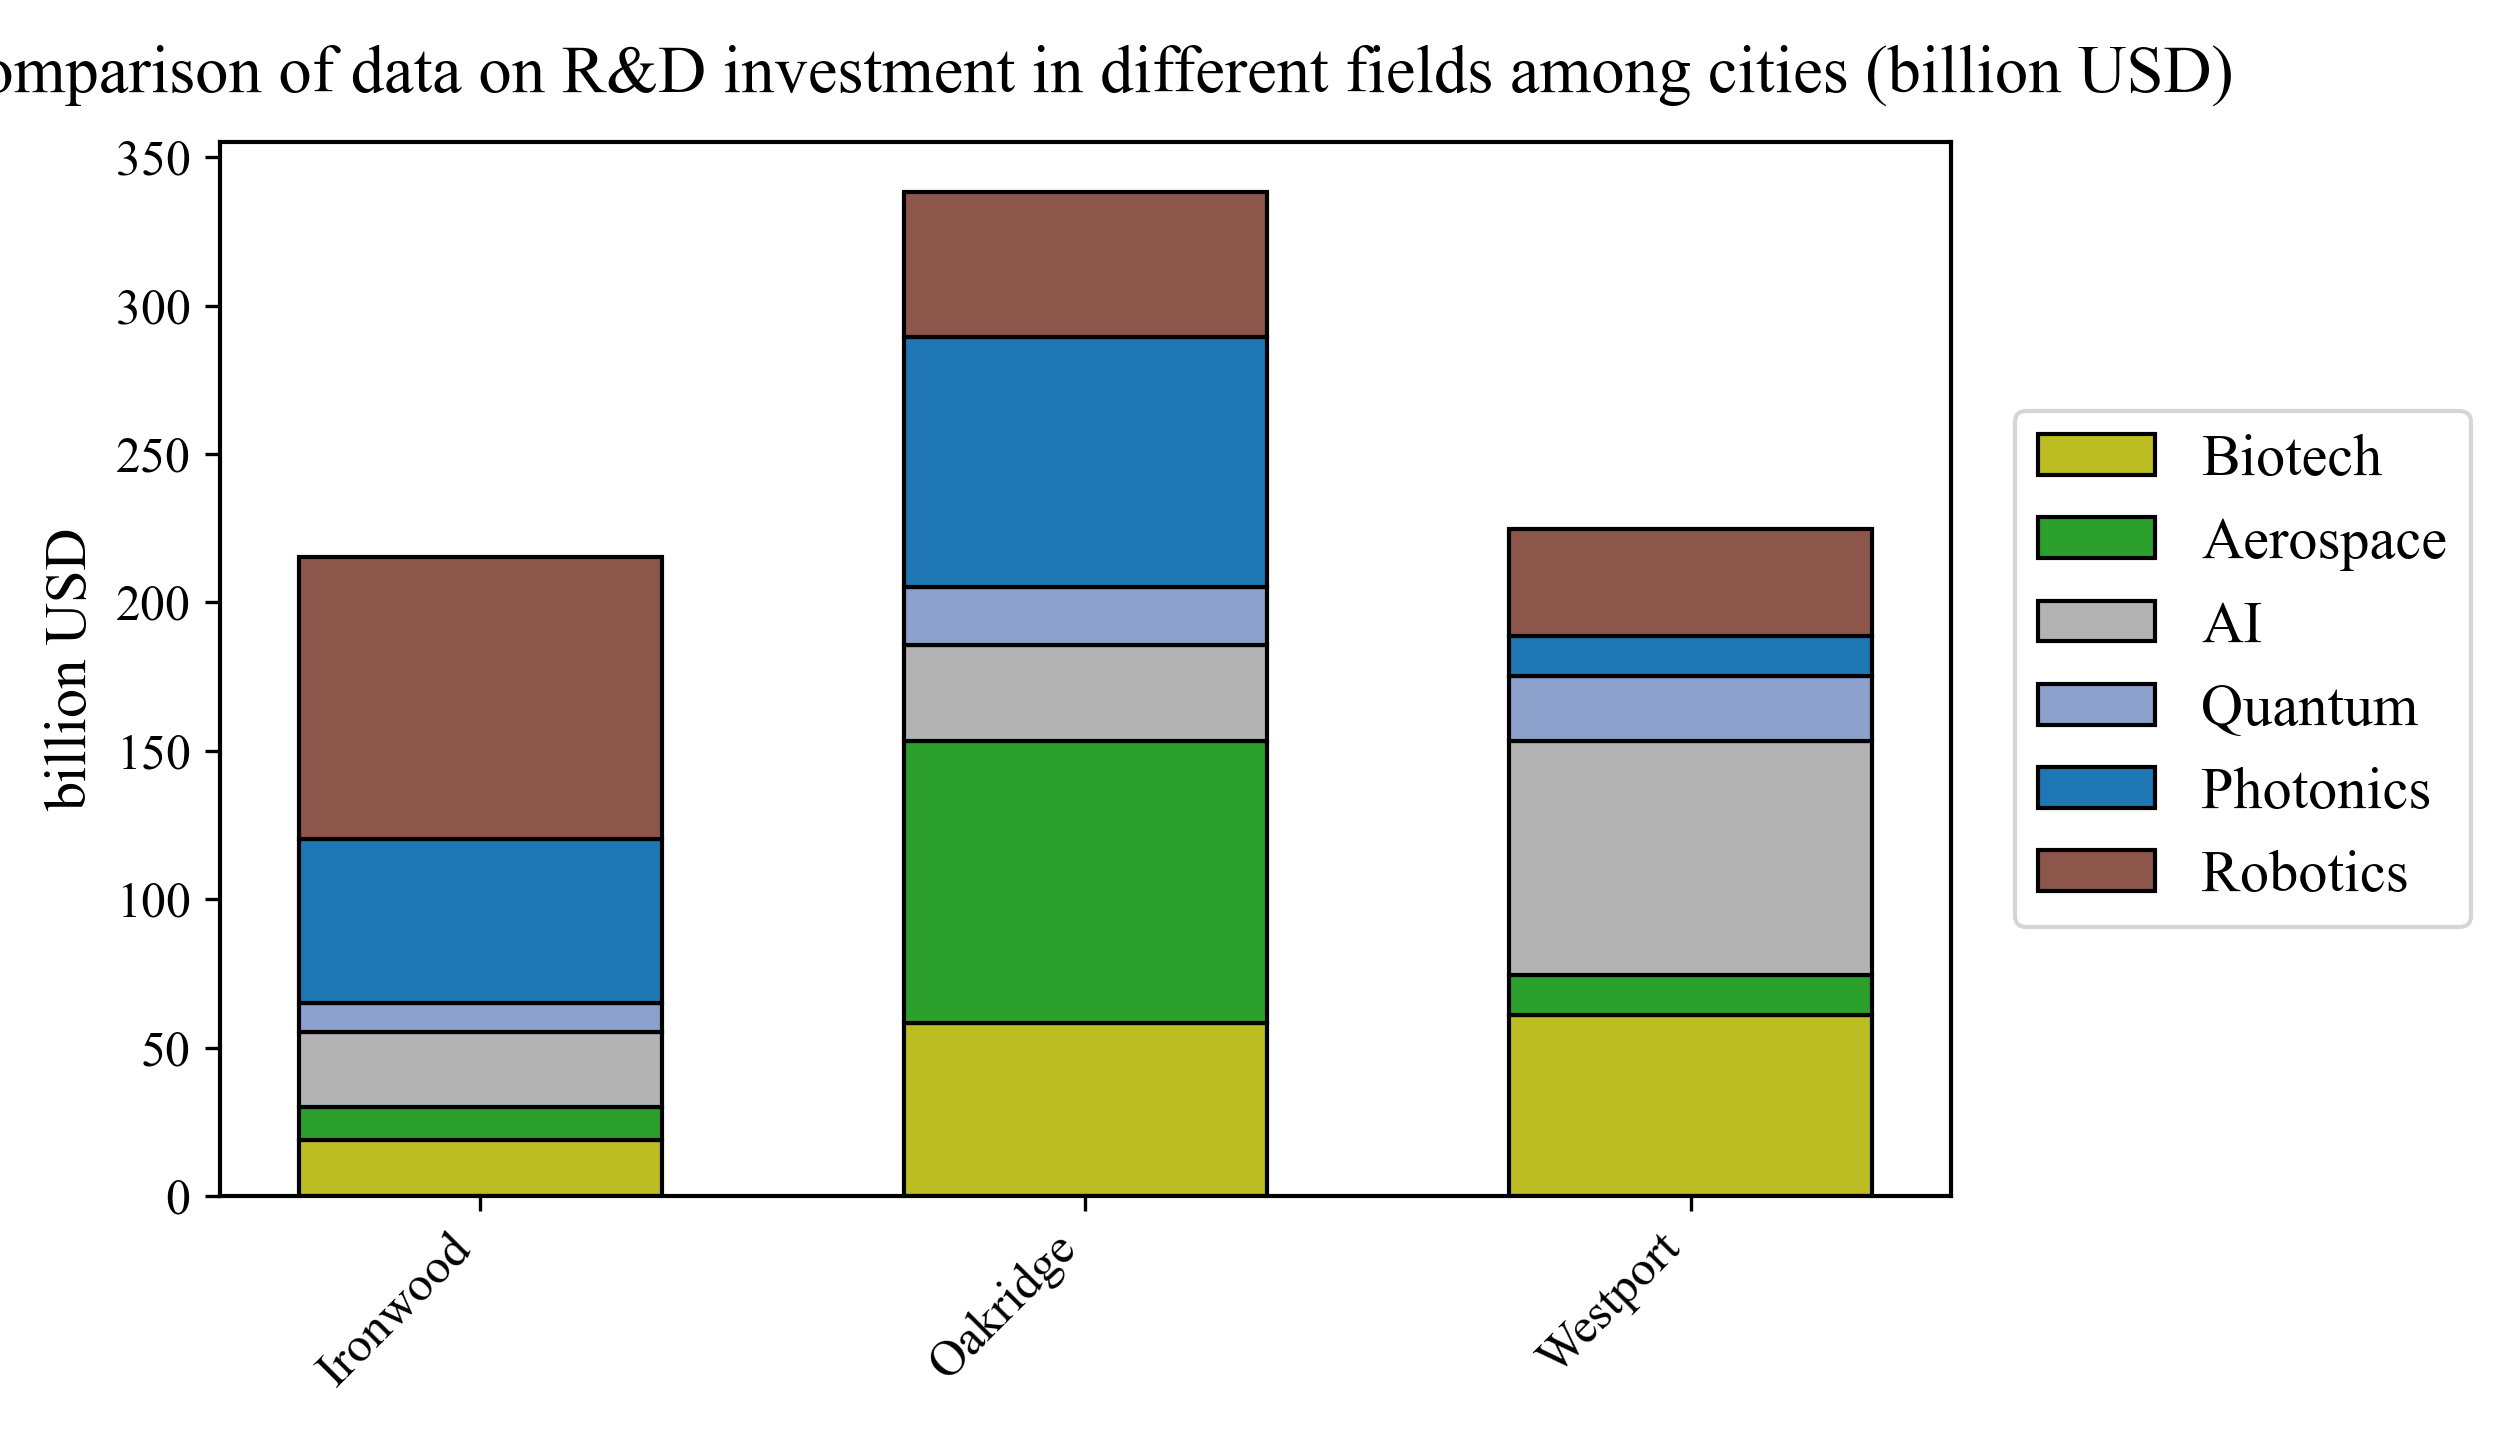 mparison of data on R&D investment in different fields among cities (billion USD)
350
300
250
200
150
100
50
0
billion USD
Ironwood
Oakridge
Westport
Biotech
Aerospace
AI
Quantum
Photonics
Robotics